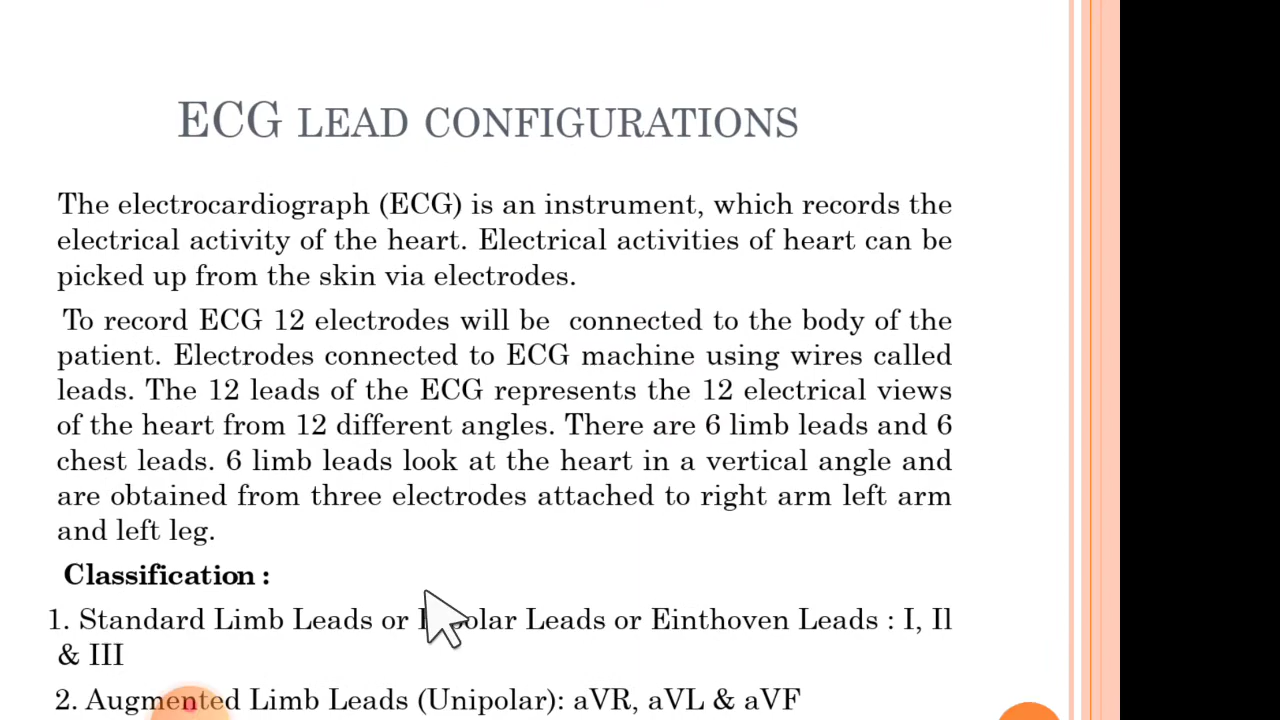 ECG LEAD CONFIGURATIONS
The electrocardiograph (ECG) is an instrument, which records the
electrical activity of the heart. Electrical activities of heart can be
picked up from the skin via electrodes.
To record ECG 12 electrodes will be connected to the body of the
patient. Electrodes connected to ECG machine using wires called
leads. The 12 leads of the ECG represents the 12 electrical views
of the heart from 12 different angles. There are 6 limb leads and 6
chest leads. 6 limb leads look at the heart in a vertical angle and
are obtained from three electrodes attached to right arm left arm
and left leg.
Classification :
1. Standard Limb Leads or Leads or Einthoven Leads : I, Il
& III
2. Augmented Limb Leads (Unipolar): aVR, aVL & aVF